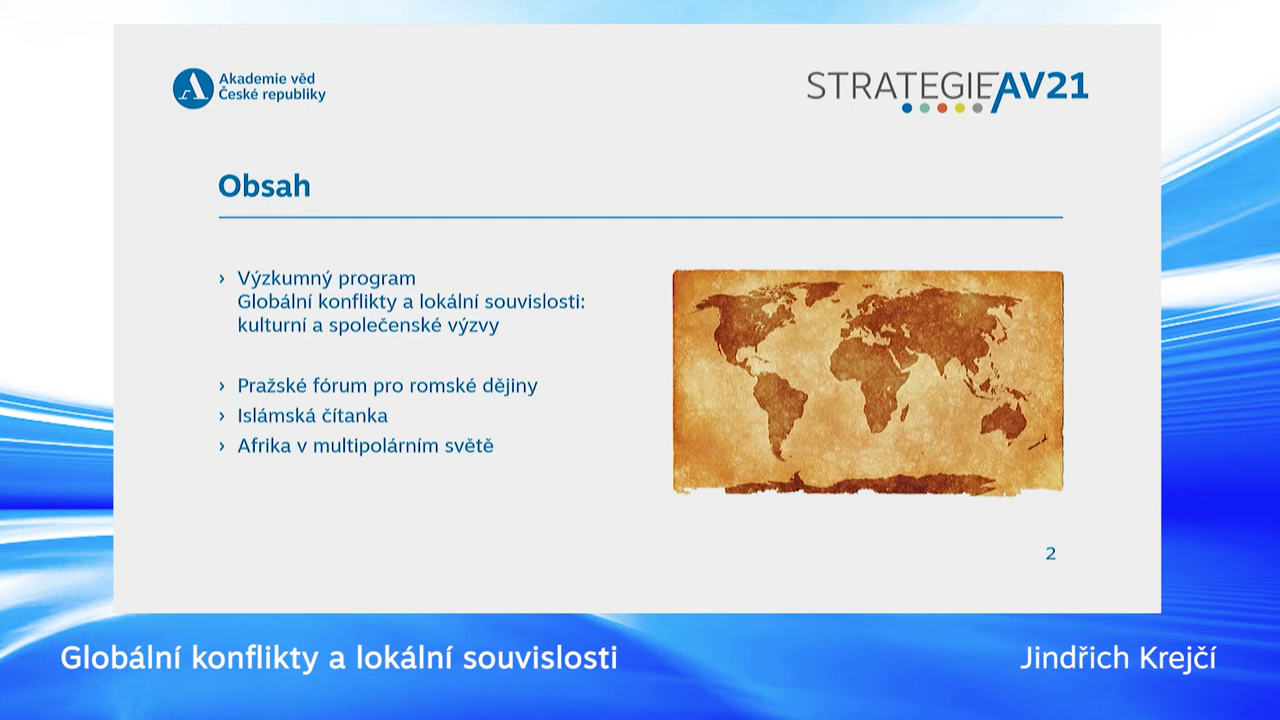 Akademie věd
České republiky
STRATEGIE AV21
Obsah
› Výzkumný program
Globální konflikty a lokální souvislosti:
kulturní a společenské výzvy
› Pražské fórum pro romské dějiny
› Islámská čítanka
› Afrika v multipolárním světě
2
Globální konflikty a lokální souvislosti
Jindřich Krejčí